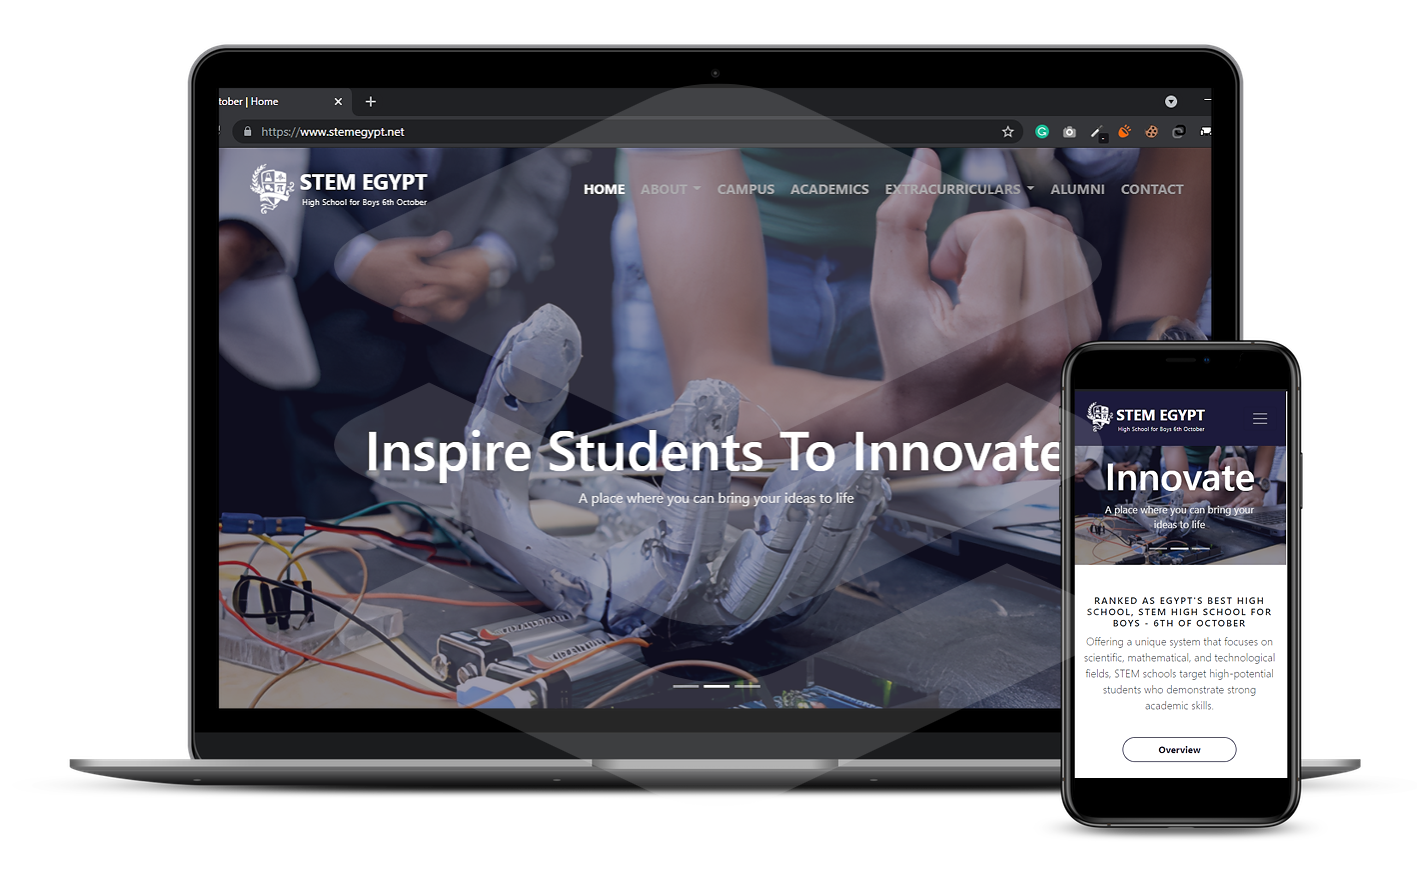 tober | Home
https://www.stemegypt.net
STEM EGYPT
High School for Boys 6th October
HOME ABOUT CAMPUS ACADEMICS EXTRACURRICULARS ALUMNI CONTACT
Inspire Students To Innovate
A place where you can bring your ideas to life
STEM EGYPT
High School for Boys 6th October
Innovate
A place where you can bring your
ideas to life
RANKED AS EGYPT'S BEST HIGH
SCHOOL, STEM HIGH SCHOOL FOR
BOYS - 6TH OF OCTOBER
Offering a unique system that focuses on
scientific, mathematical, and technological
fields, STEM schools target high-potential
students who demonstrate strong
academic skills.
Overview